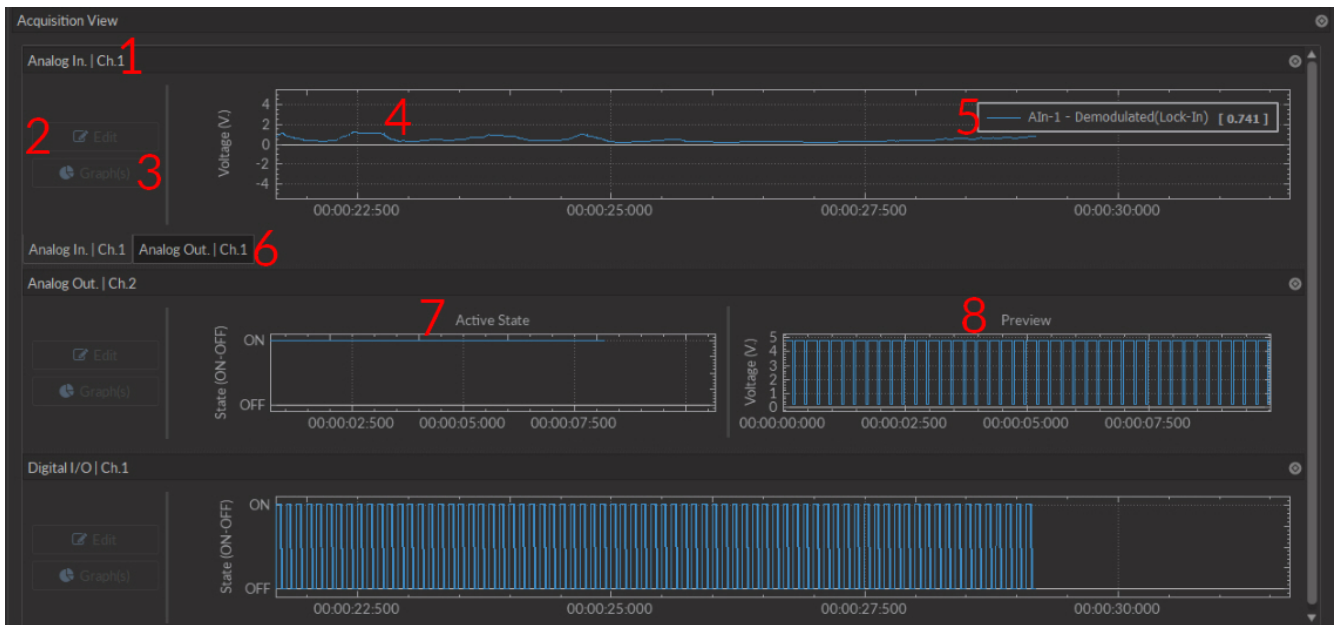 Acquisition View
Analog In. | Ch.1
1
2
Edit
3
Graph(s)
Voltage (V.)
4
2
0
-2
-4
4
5
AIn-1 - Demodulated(Lock-In) [ 0.741 ]
00:00:22:500 00:00:25:000 00:00:27:500 00:00:30:000
Analog In. | Ch.1 Analog Out. | Ch.1
6
Analog Out. | Ch.2
Edit
Graph(s)
7
Active State
State (ON-OFF)
ON
OFF
00:00:02:500 00:00:05:000 00:00:07:500
8
Preview
Voltage (V.)
5
4
3
2
1
0
00:00:00:000 00:00:02:500 00:00:05:000 00:00:07:500
Digital I/O | Ch.1
Edit
Graph(s)
State (ON-OFF)
ON
OFF
00:00:22:500 00:00:25:000 00:00:27:500 00:00:30:000